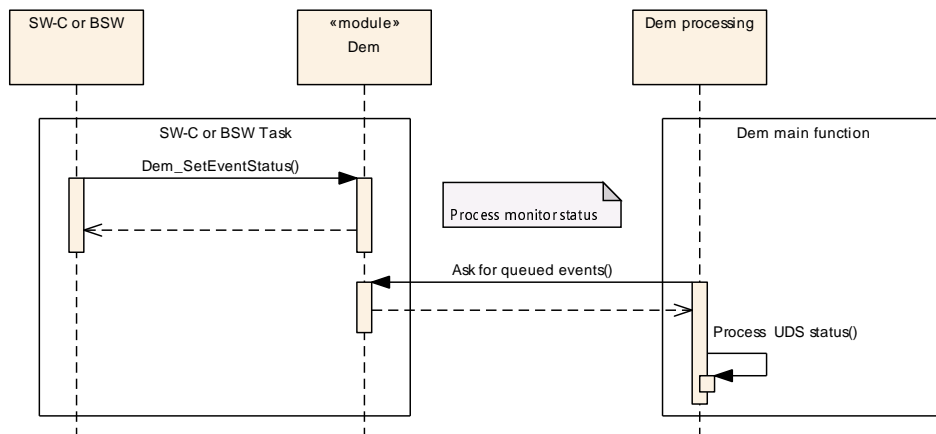 SW-C or BSW
«module»
Dem
Dem processing
SW-C or BSW Task
Dem main function
Dem_SetEventStatus()
Process monitor status
Ask for queued events()
Process UDS status()